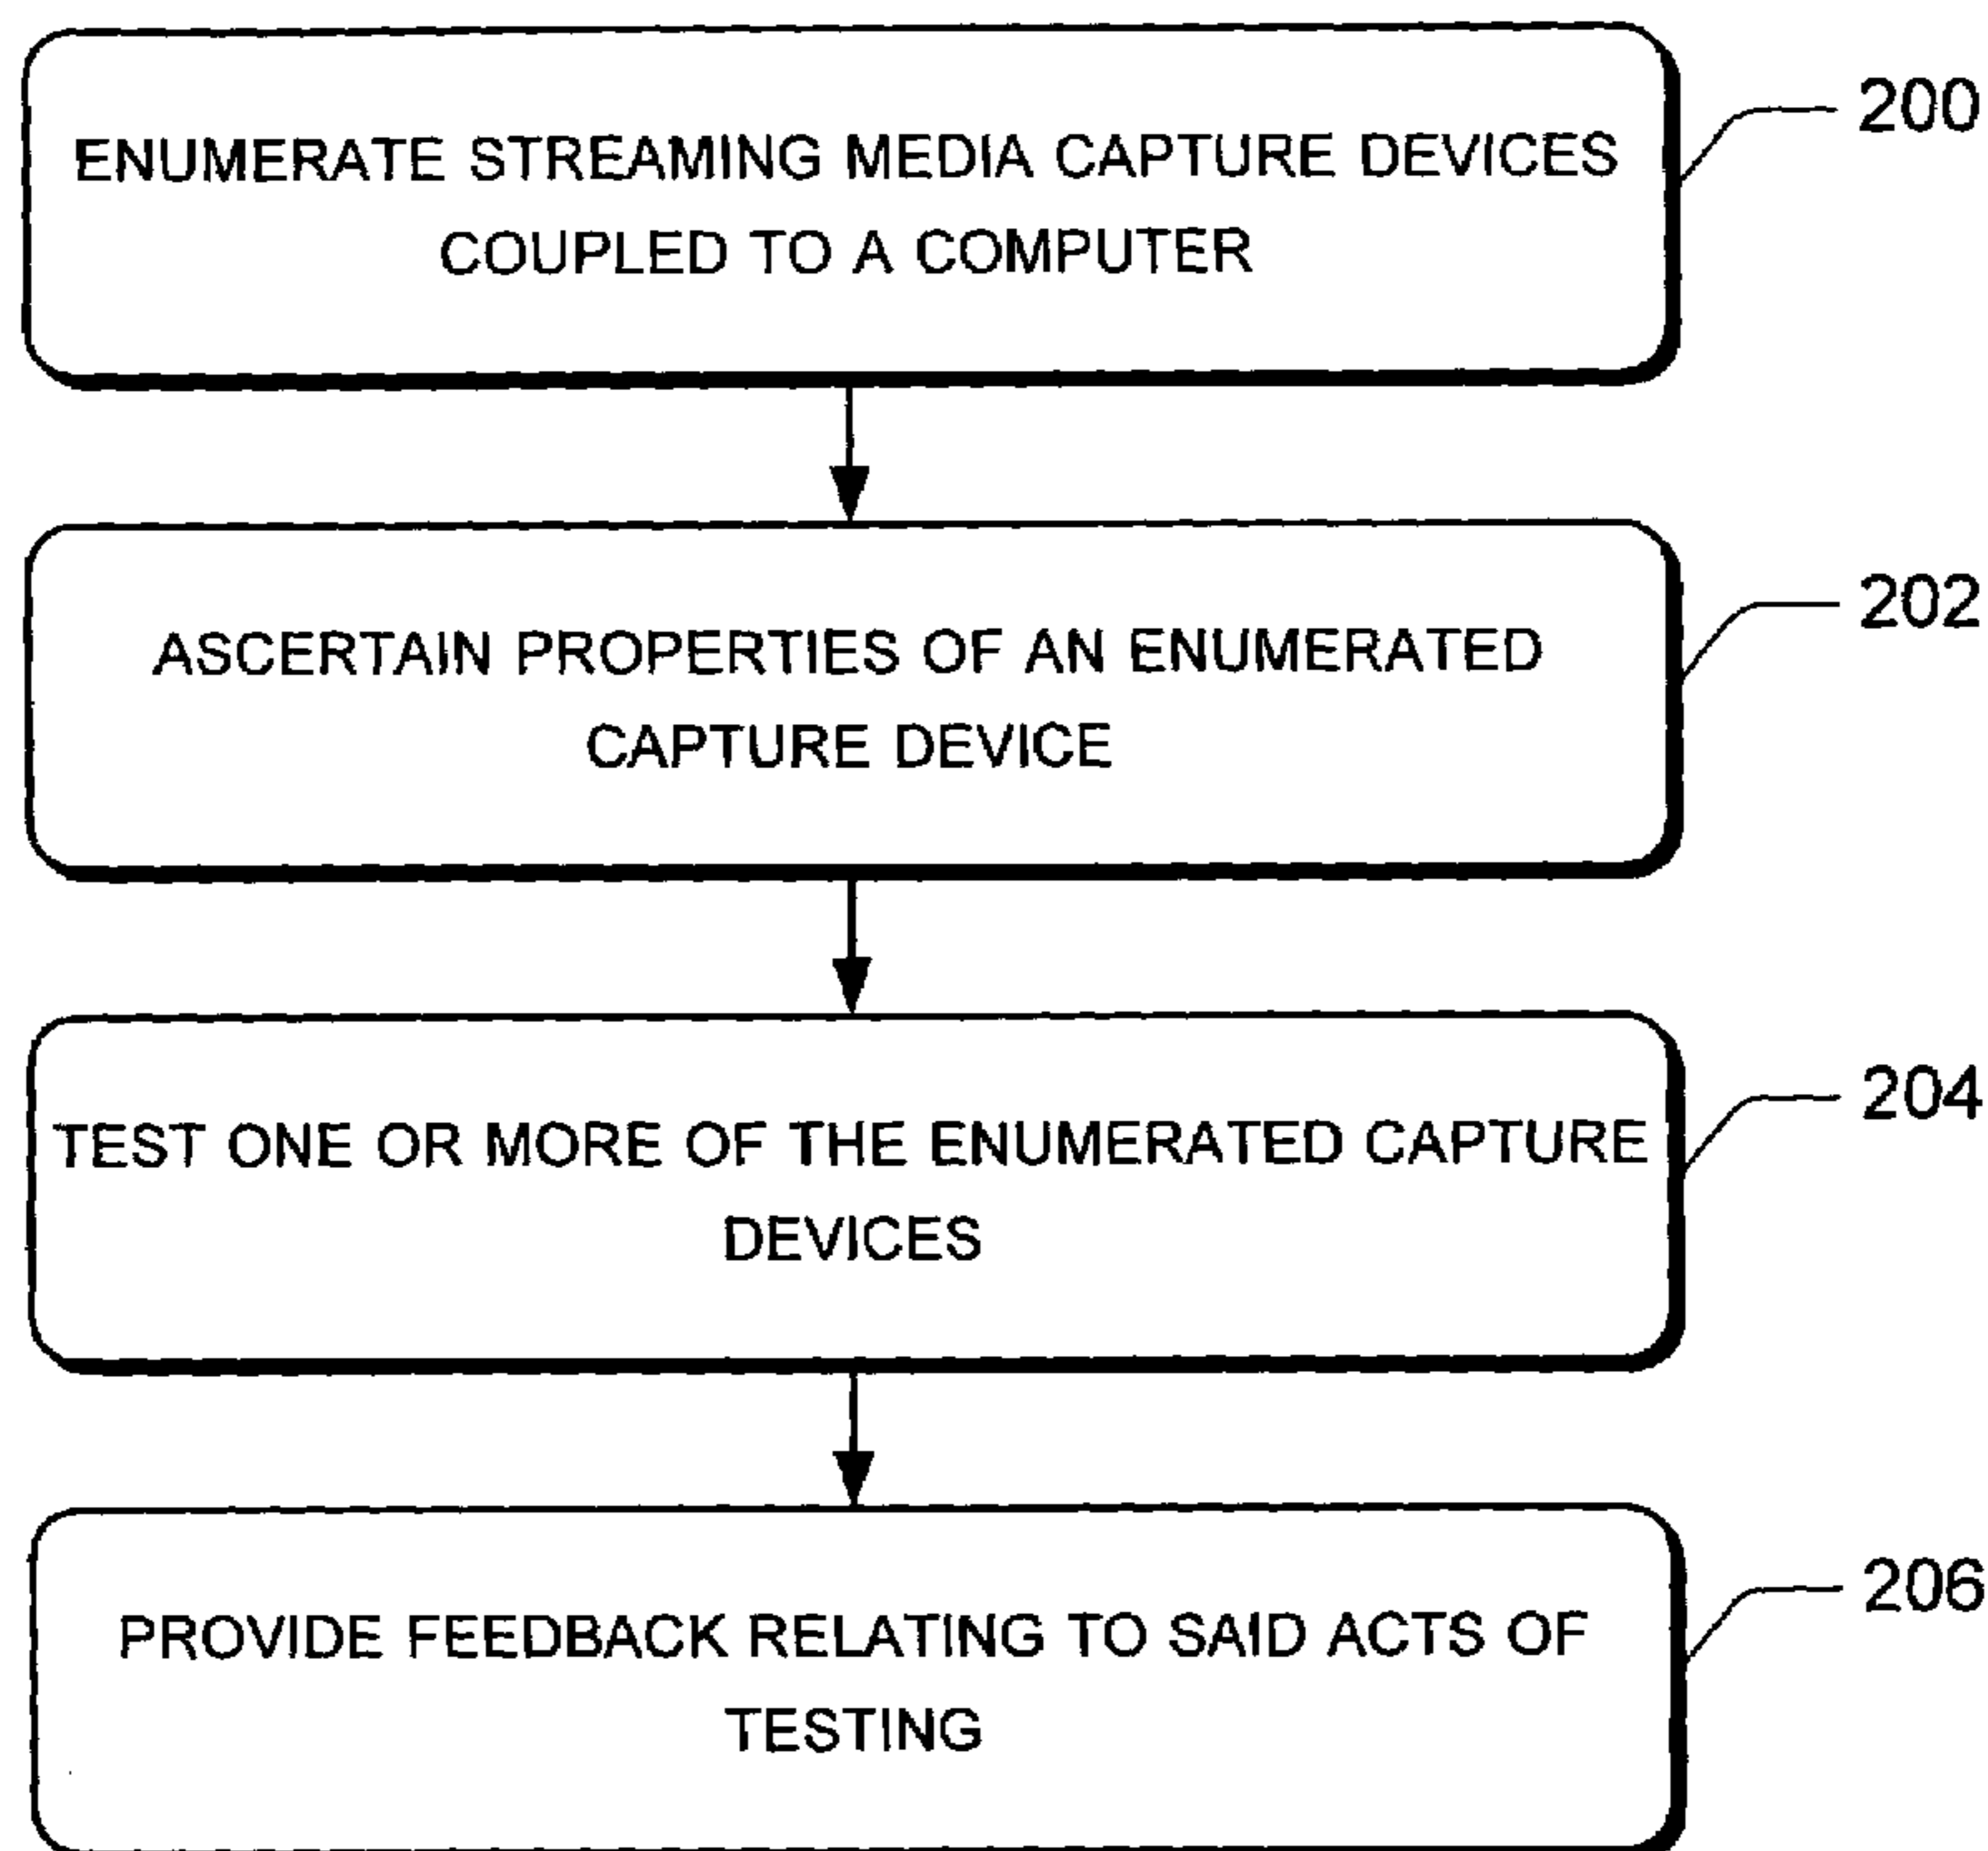 ENUMERATE STREAMING MEDIA CAPTURE DEVICES
COUPLED TO A COMPUTER
200
ASCERTAIN PROPERTIES OF AN ENUMERATED
CAPTURE DEVICE
202
TEST ONE OR MORE OF THE ENUMERATED CAPTURE
DEVICES
204
PROVIDE FEEDBACK RELATING TO SAID ACTS OF
TESTING
206